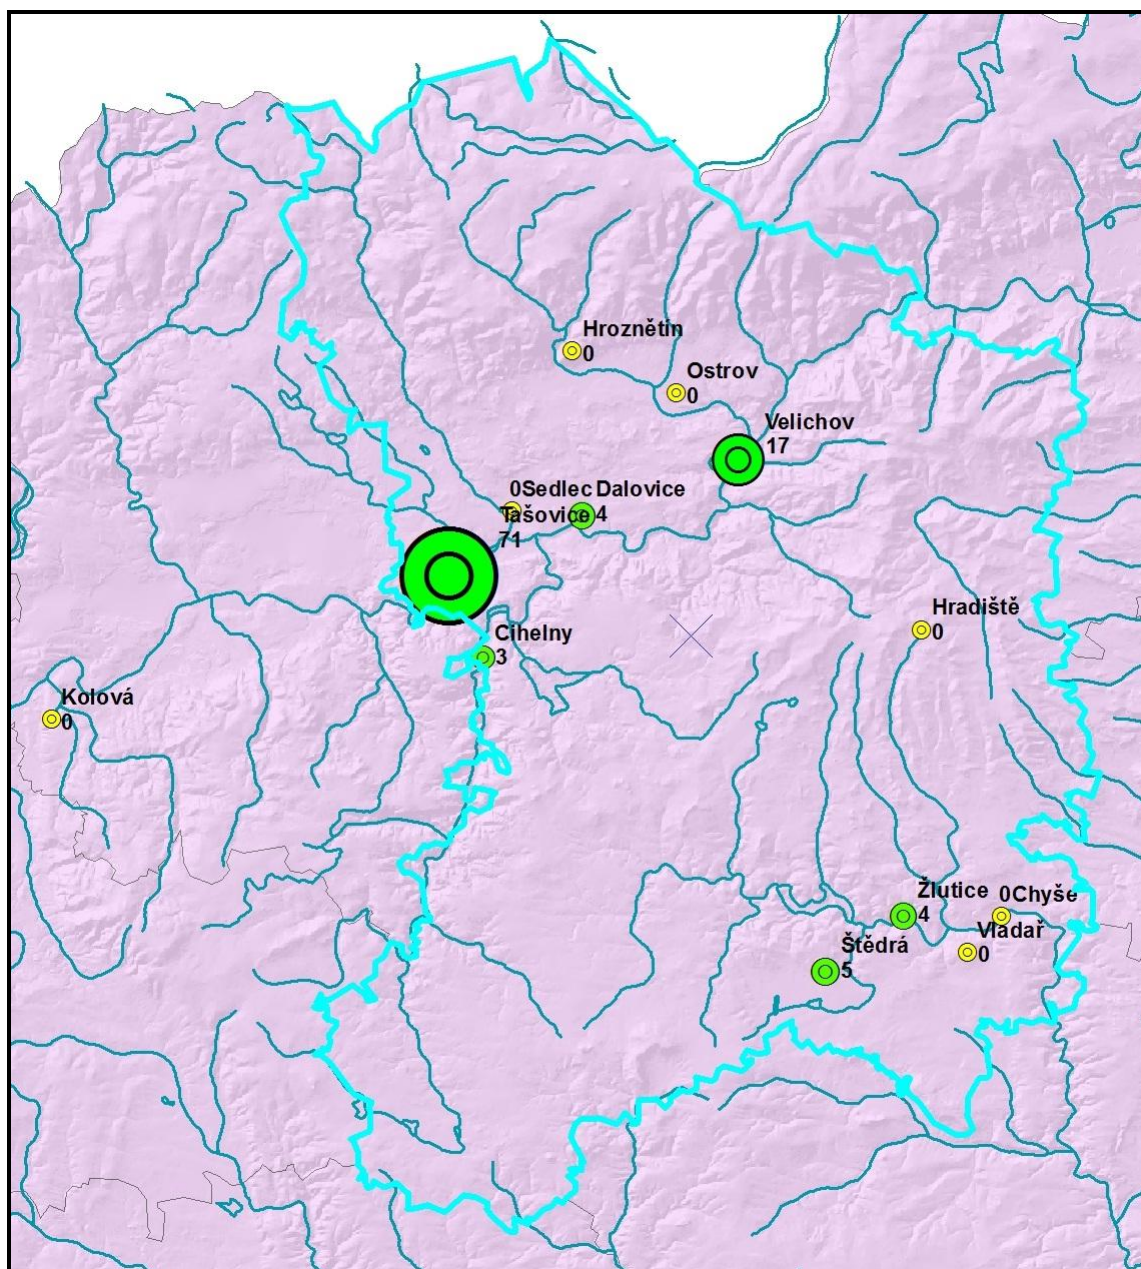 Hroznětín
0
Ostrov
0
Velichov
17
0Sedlec Dalovice
4
Tašovice
71
Hradiště
0
Cihelny
3
Kolová
0
Žlutice
4
0Chyše
Vladař
0
Štědrá
5